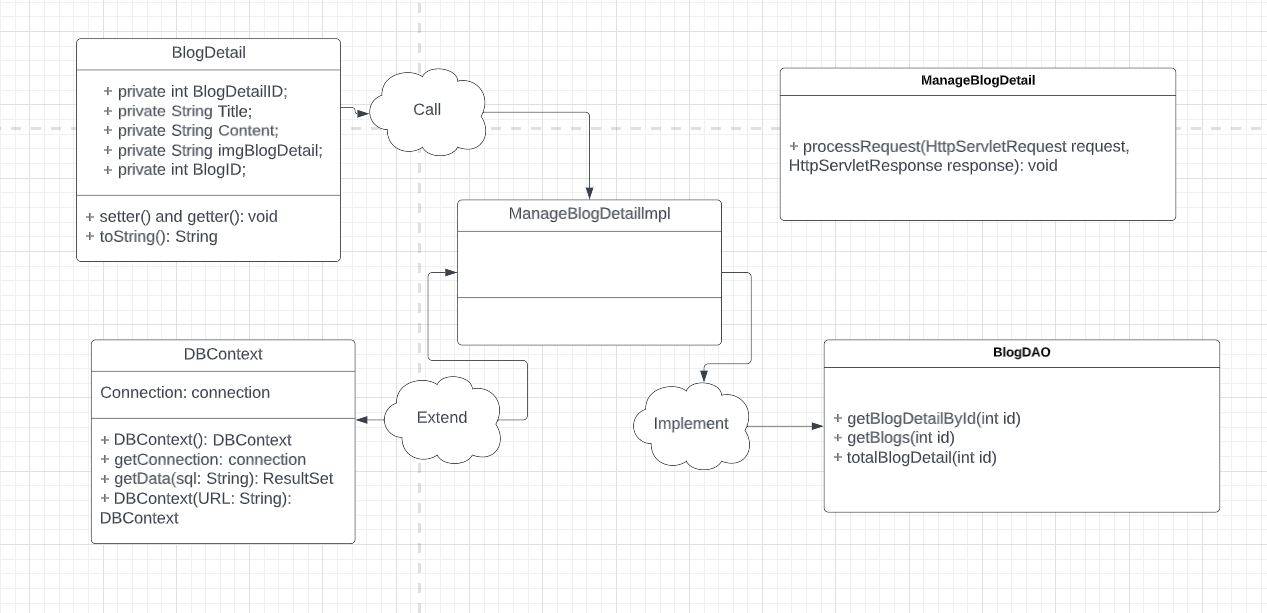 BlogDetail
+ private int BlogDetailID;
+ private String Title;
+ private String Content;
+ private String imgBlogDetail;
+ private int BlogID;
+ setter() and getter(): void
+ toString(): String
Call
ManageBlogDetail
+ processRequest(HttpServletRequest request,
HttpServletResponse response): void
ManageBlogDetailImpl
DBContext
Connection: connection
+ DBContext(): DBContext
+ getConnection: connection
+ getData(sql: String): ResultSet
+ DBContext(URL: String):
DBContext
Extend
Implement
BlogDAO
+ getBlogDetailById(int id)
+ getBlogs(int id)
+ totalBlogDetail(int id)